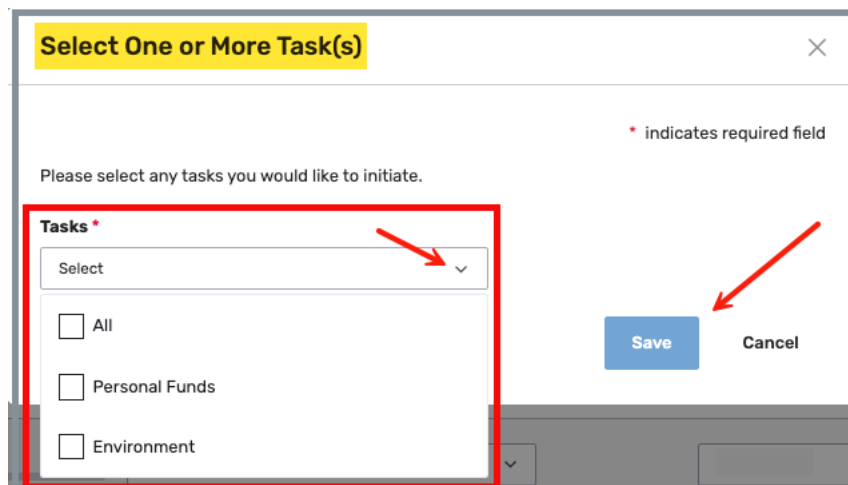 Select One or More Task(s)
* indicates required field
Please select any tasks you would like to initiate.
Tasks *
Select
All
Personal Funds
Environment
Save Cancel